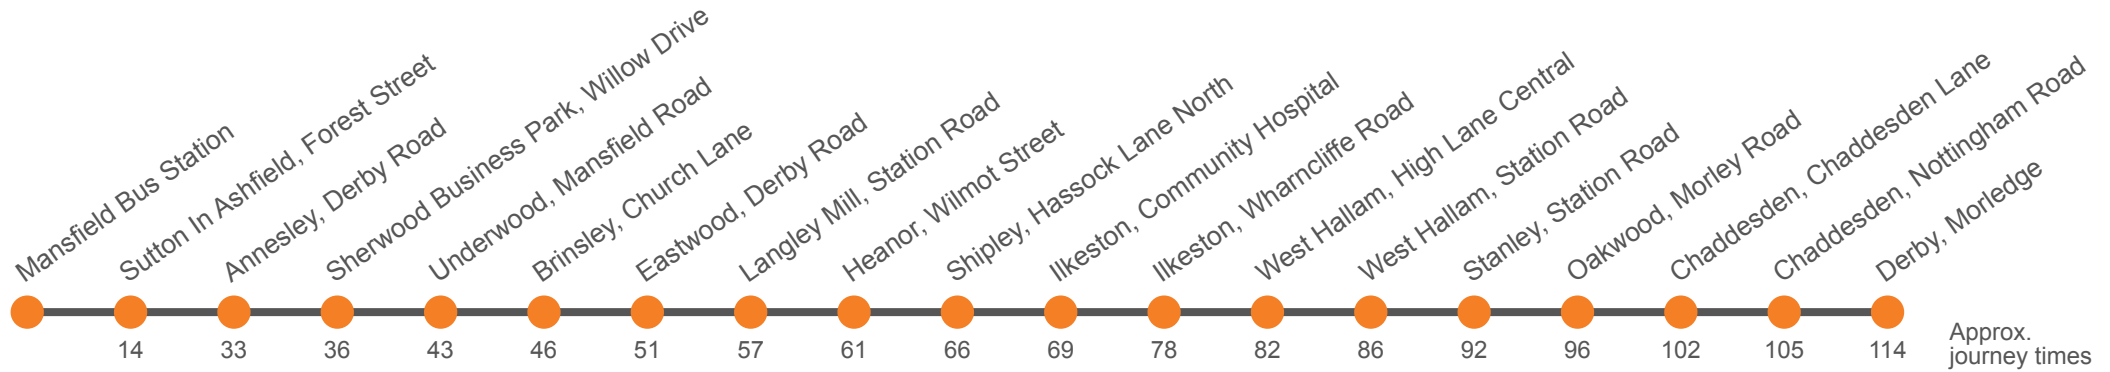 Mansfield Bus Station
Sutton In Ashfield, Forest Street
Annesley, Derby Road
Sherwood Business Park, Willow Drive
Underwood, Mansfield Road
Brinsley, Church Lane
Eastwood, Derby Road
Langley Mill, Station Road
Heanor, Wilmot Street
Shipley, Hassock Lane North
Ilkeston, Community Hospital
Ilkeston, Wharncliffe Road
West Hallam, High Lane Central
West Hallam, Station Road
Stanley, Station Road
Oakwood, Morley Road
Chaddesden, Chaddesden Lane
Chaddesden, Nottingham Road
Derby, Morledge
14 33 36 43 46 51 57 61 66 69 78 82 86 92 96 102 105 114
Approx.
journey times